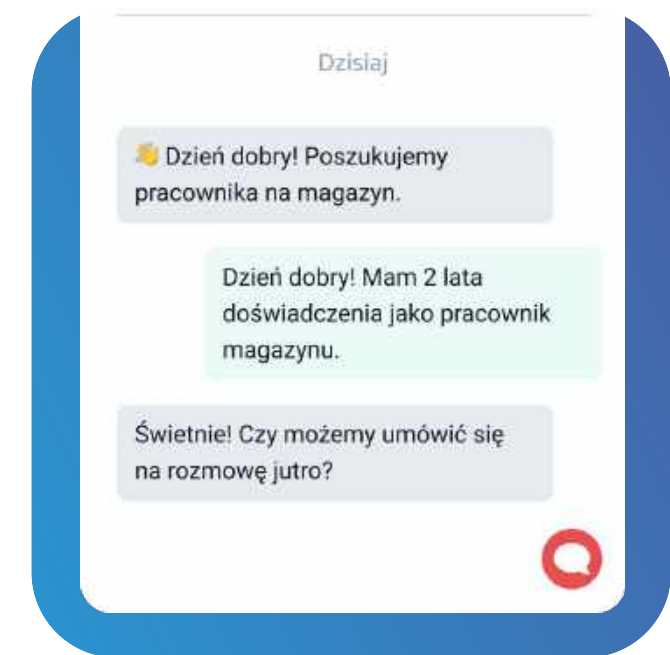 Dzisiaj
👋 Dzień dobry! Poszukujemy
pracownika na magazyn.
Dzień dobry! Mam 2 lata
doświadczenia jako pracownik
magazynu.
Świetnie! Czy możemy umówić się
na rozmowę jutro?